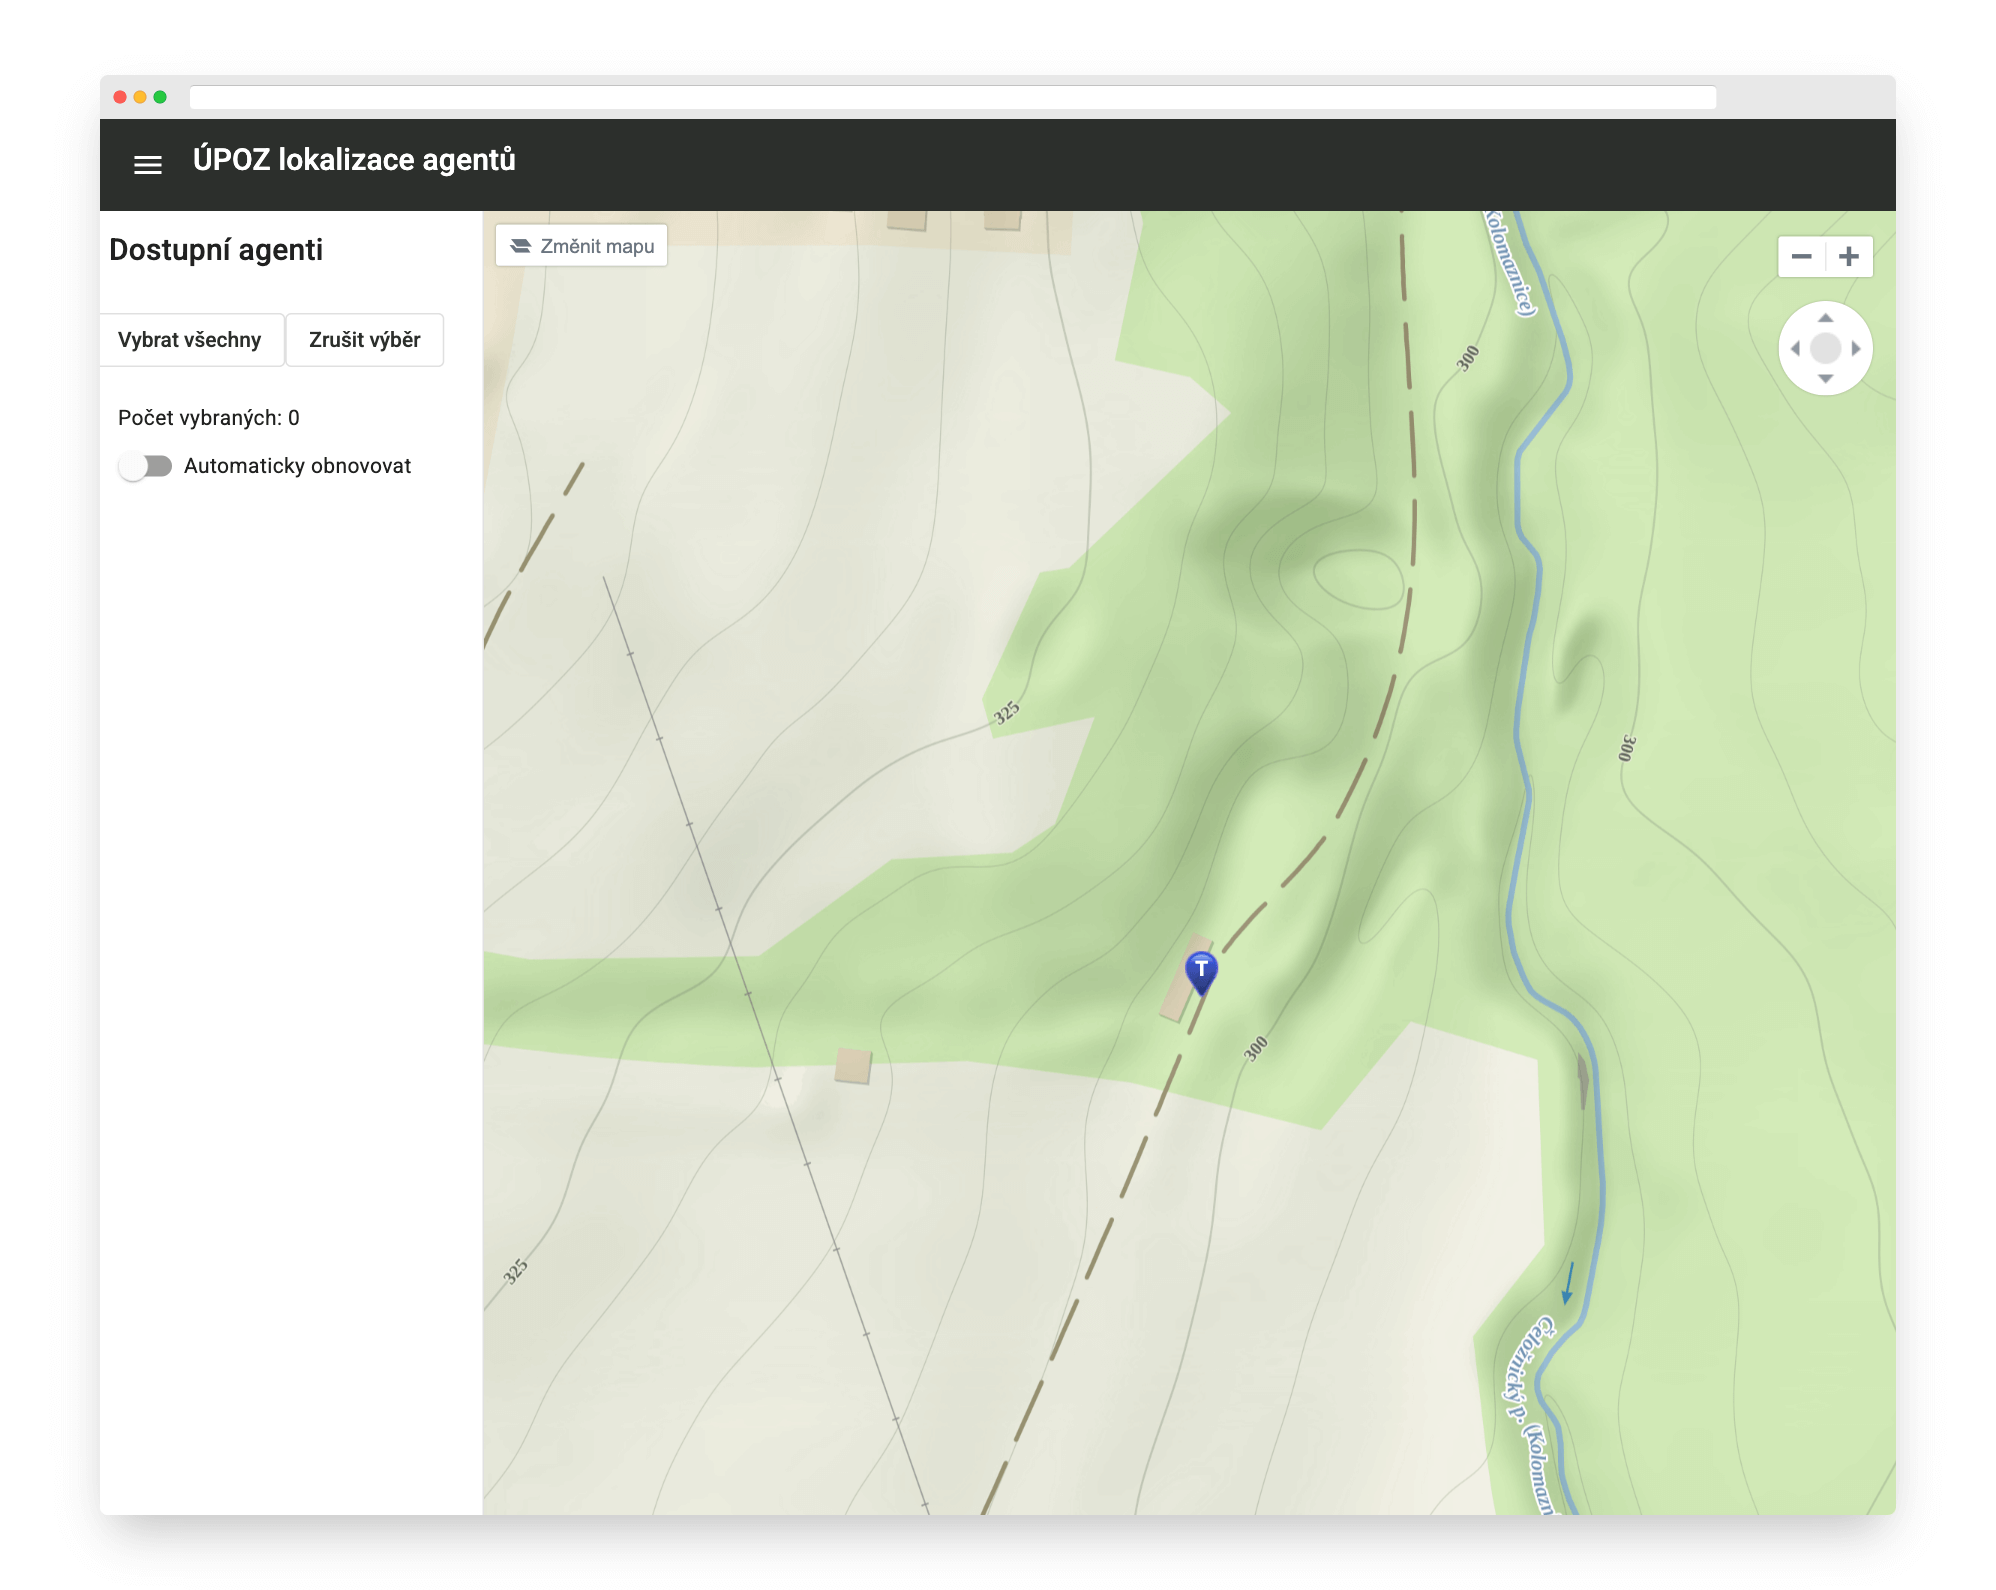 ÚPOZ lokalizace agentů
Dostupní agenti
Vybrat všechny
Zrušit výběr
Počet vybraných: 0
Automaticky obnovovat
Změnit mapu
Kolomaznice)
300
325
300
T
300
325
Čeložnický p. (Kolomazn